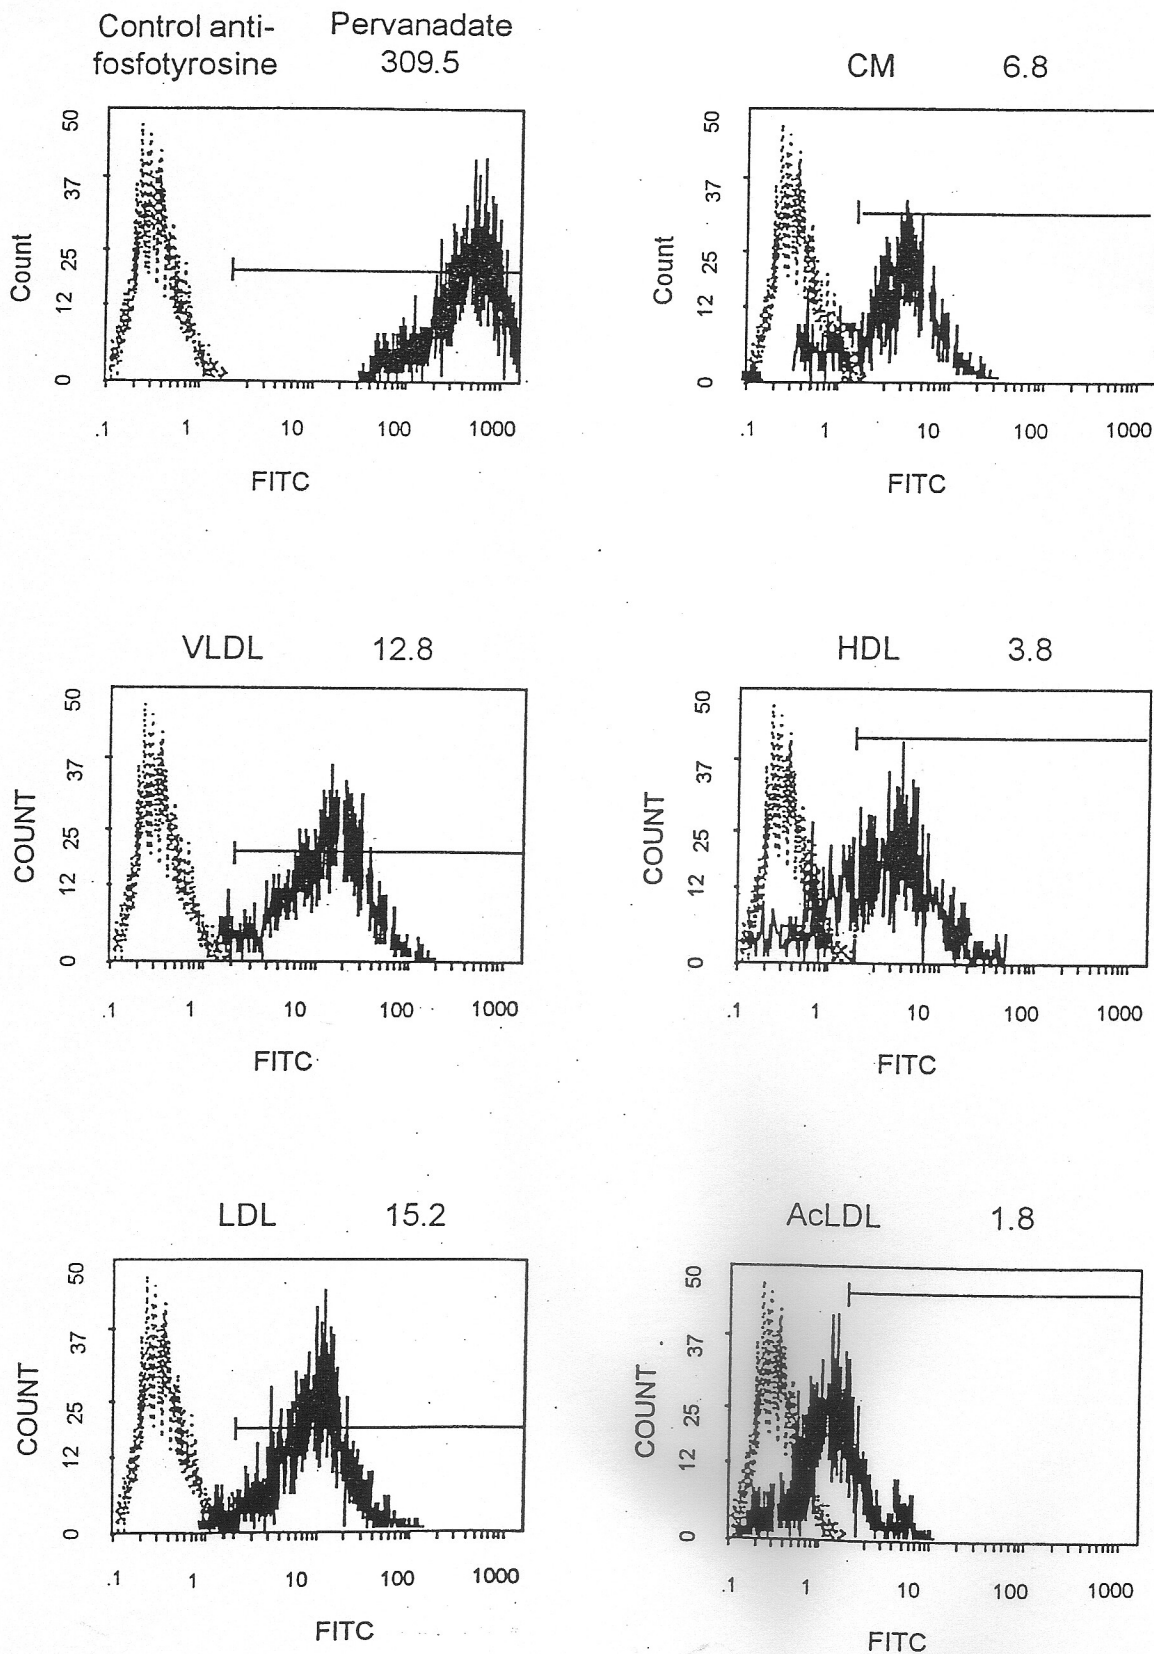 Control anti-
fosfotyrosine
Pervanadate
309.5
50
37
25
12
0
Count
.1 1 10 100 1000
FITC
CM 6.8
50
37
25
12
0
Count
.1 1 10 100 1000
FITC
VLDL 12.8
50
37
25
12
0
COUNT
.1 1 10 100 1000
FITC
HDL 3.8
50
37
25
12
0
COUNT
.1 1 10 100 1000
FITC
LDL 15.2
50
37
25
12
0
COUNT
.1 1 10 100 1000
FITC
AcLDL 1.8
50
37
25
12
0
COUNT
.1 1 10 100 1000
FITC